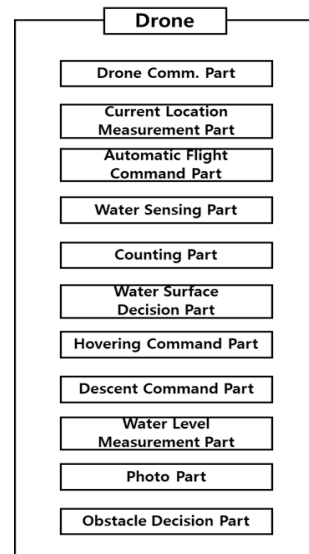 Drone
Drone Comm. Part
Current Location
Measurement Part
Automatic Flight
Command Part
Water Sensing Part
Counting Part
Water Surface
Decision Part
Hovering Command Part
Descent Command Part
Water Level
Measurement Part
Photo Part
Obstacle Decision Part